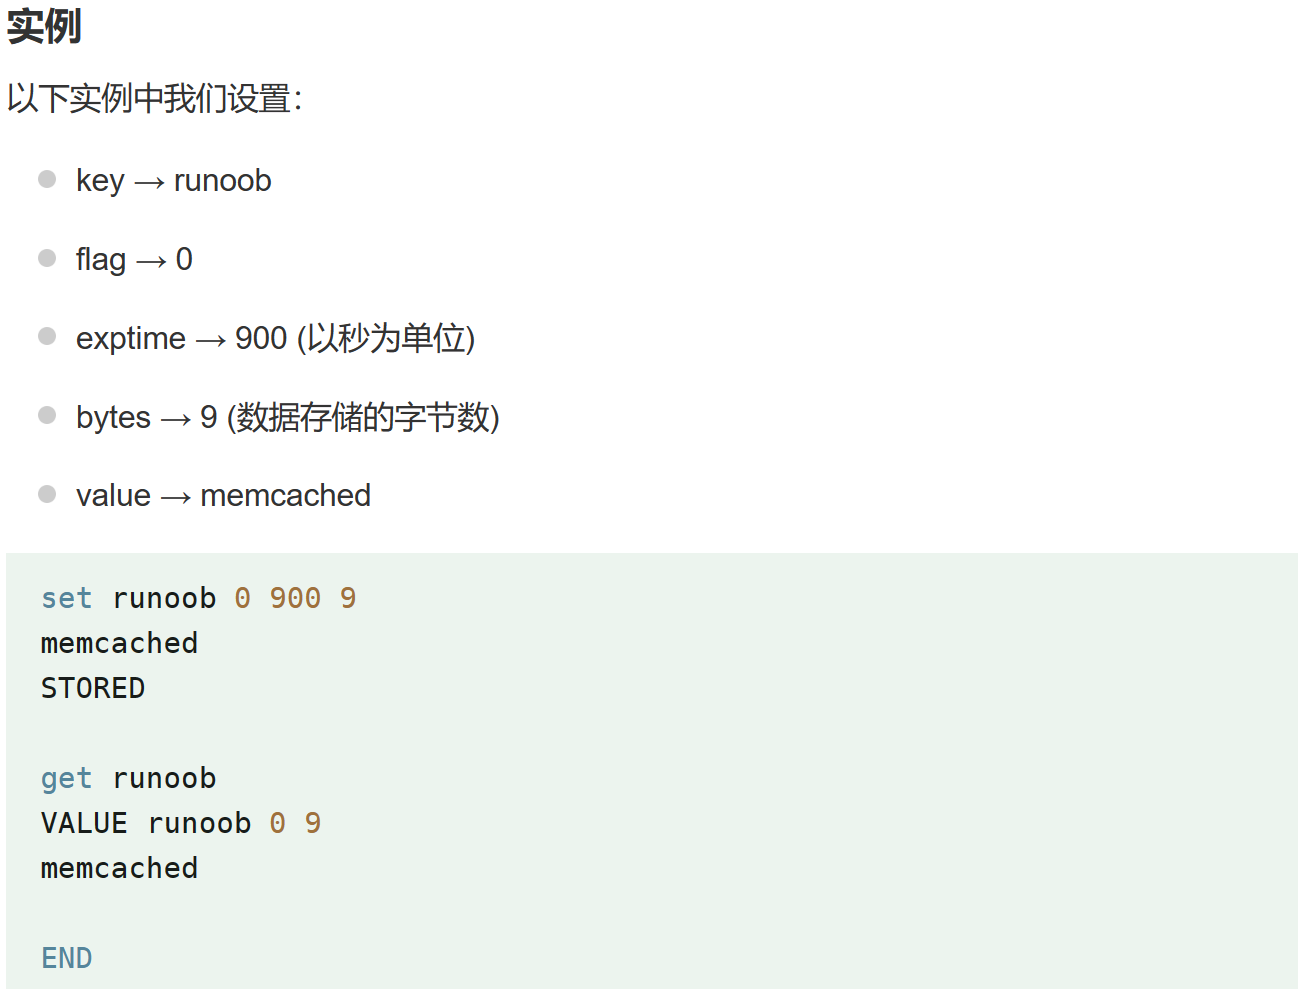 实例
以下实例中我们设置：
key → runoob
flag → 0
exptime → 900 (以秒为单位)
bytes → 9 (数据存储的字节数)
value → memcached
set runoob 0 900 9
memcached
STORED
get runoob
VALUE runoob 0 9
memcached
END